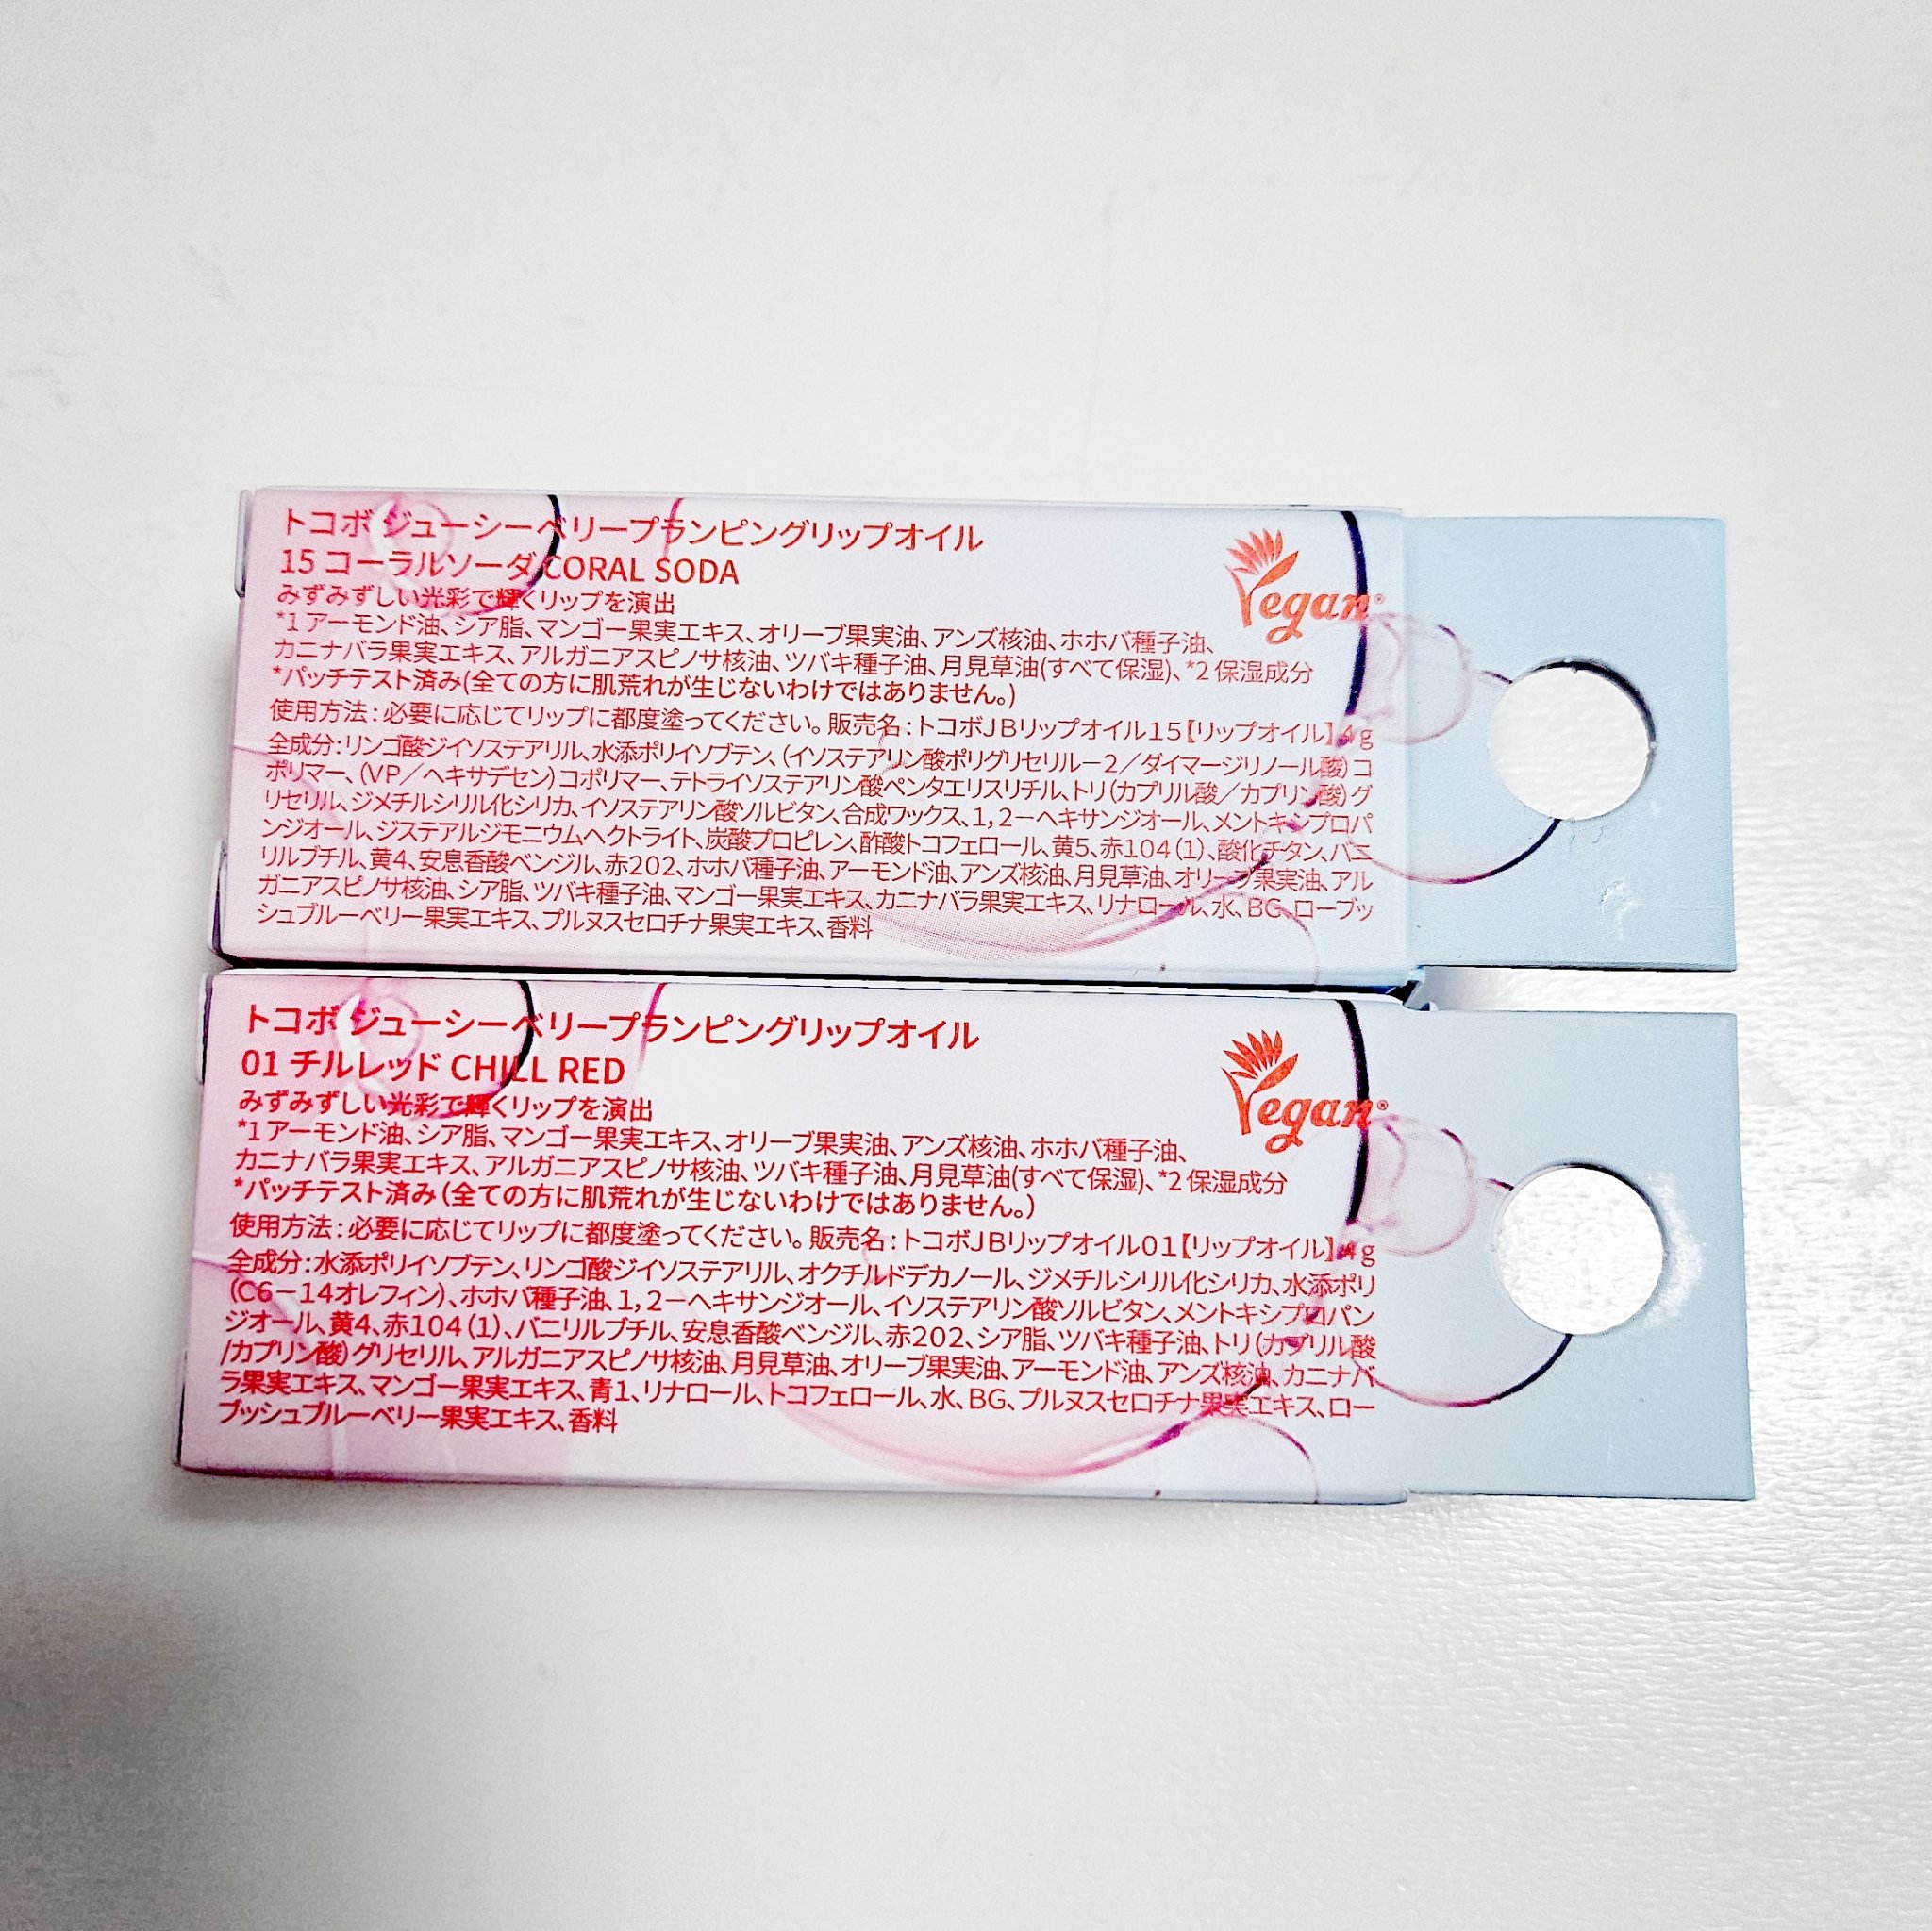 トコボ ジューシーベリープランピングリップオイル
15 コーラルソーダ CORAL SODA
みずみずしい光彩で輝くリップを演出
*1 アーモンド油、シア脂、マンゴー果実エキス、オリーブ果実油、アンズ核油、ホホバ種子油、
カニナバラ果実エキス、アルガニアスピノサ核油、ツバキ種子油、月見草油(すべて保湿)、*2 保湿成分
*パッチテスト済み(全ての方に肌荒れが生じないわけではありません。)
使用方法:必要に応じてリップに都度塗ってください。販売名:トコボJBリップオイル15【リップオイル】4g
全成分:リンゴ酸ジイソステアリル、水添ポリイソブテン、(イソステアリン酸ポリグリセリル－2／ダイマージリノール酸)コ
ポリマー、(VP／ヘキサデセン)コポリマー、テトライソステアリン酸ペンタエリスリチル、トリ(カプリル酸／カプリン酸)グ
リセリル、ジメチルシリル化シリカ、イソステアリン酸ソルビタン、合成ワックス、1,2－ヘキサンジオール、メントキシプロパ
ンジオール、ジステアルジモニウムヘクトライト、炭酸プロピレン、酢酸トコフェロール、黄5、赤104(1)、酸化チタン、バニ
リルブチル、黄4、安息香酸ベンジル、赤202、ホホバ種子油、アーモンド油、アンズ核油、月見草油、オリーブ果実油、アル
ガニアスピノサ核油、シア脂、ツバキ種子油、マンゴー果実エキス、カニナバラ果実エキス、リナロール、水、BG、ローブッ
シュブルーベリー果実エキス、プルヌスセロチナ果実エキス、香料
Vegan®
トコボ ジューシーベリープランピングリップオイル
01 チルレッド CHILL RED
みずみずしい光彩で輝くリップを演出
*1 アーモンド油、シア脂、マンゴー果実エキス、オリーブ果実油、アンズ核油、ホホバ種子油、
カニナバラ果実エキス、アルガニアスピノサ核油、ツバキ種子油、月見草油(すべて保湿)、*2 保湿成分
*パッチテスト済み(全ての方に肌荒れが生じないわけではありません。)
使用方法:必要に応じてリップに都度塗ってください。販売名:トコボJBリップオイル01【リップオイル】4g
全成分:水添ポリイソブテン、リンゴ酸ジイソステアリル、オクチルドデカノール、ジメチルシリル化シリカ、水添ポリ
(C6－14オレフィン)、ホホバ種子油、1,2－ヘキサンジオール、イソステアリン酸ソルビタン、メントキシプロパン
ジオール、黄4、赤104(1)、バニリルブチル、安息香酸ベンジル、赤202、シア脂、ツバキ種子油、トリ(カプリル酸
/カプリン酸)グリセリル、アルガニアスピノサ核油、月見草油、オリーブ果実油、アーモンド油、アンズ核油、カニナバ
ラ果実エキス、マンゴー果実エキス、青1、リナロール、トコフェロール、水、BG、プルヌスセロチナ果実エキス、ロー
ブッシュブルーベリー果実エキス、香料
Vegan®